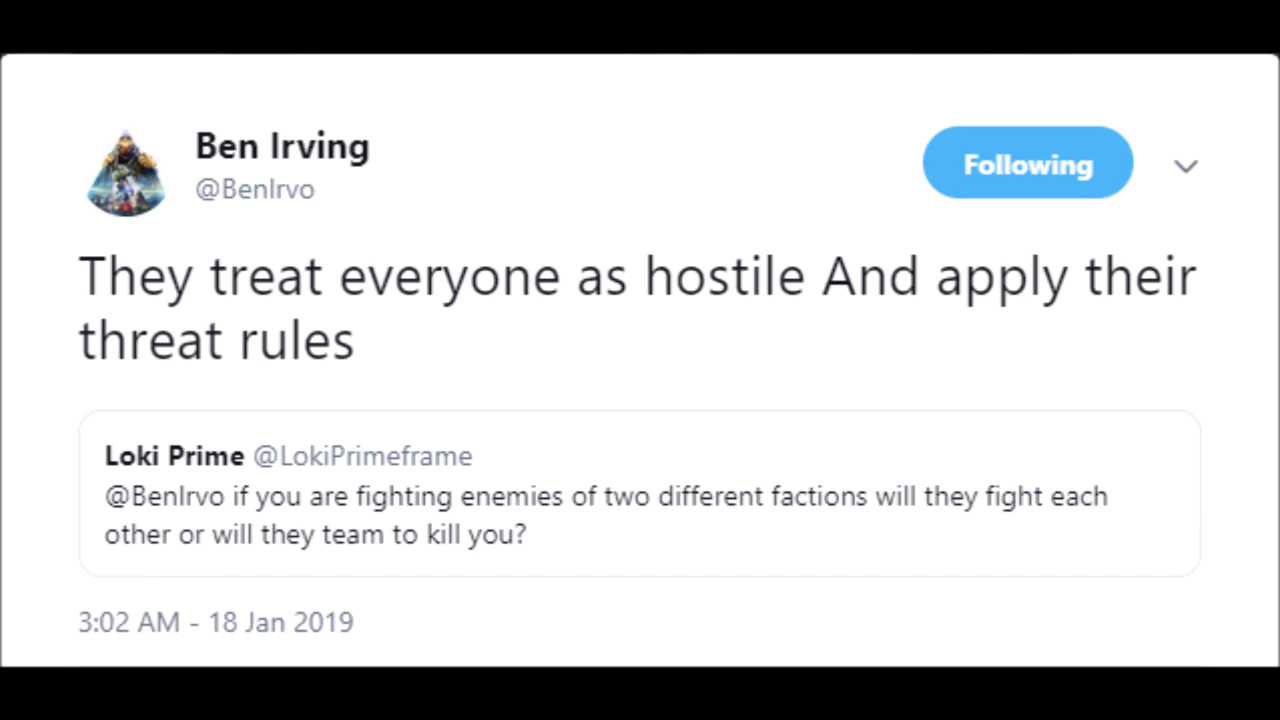 Ben Irving
@BenIrvo
Following
They treat everyone as hostile And apply their
threat rules
Loki Prime @LokiPrimeframe
@BenIrvo if you are fighting enemies of two different factions will they fight each
other or will they team to kill you?
3:02 AM - 18 Jan 2019